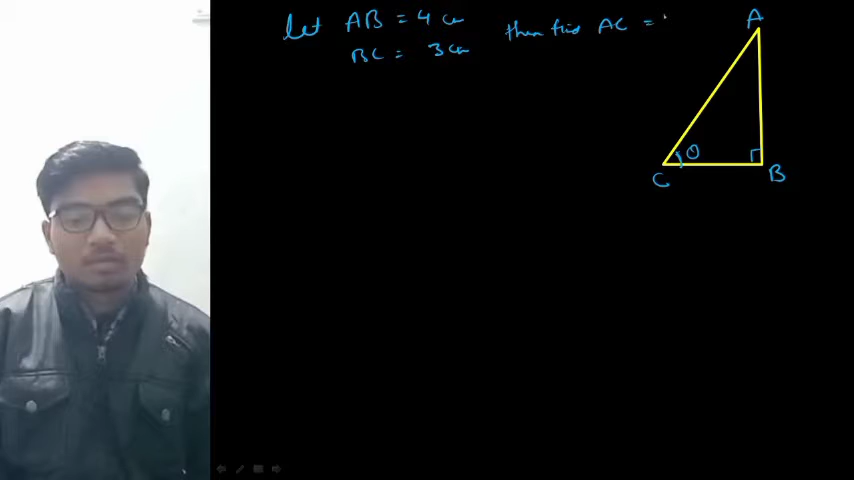 let AB = 4 cm then find AC =
BC = 3 cm
A
θ
C
B